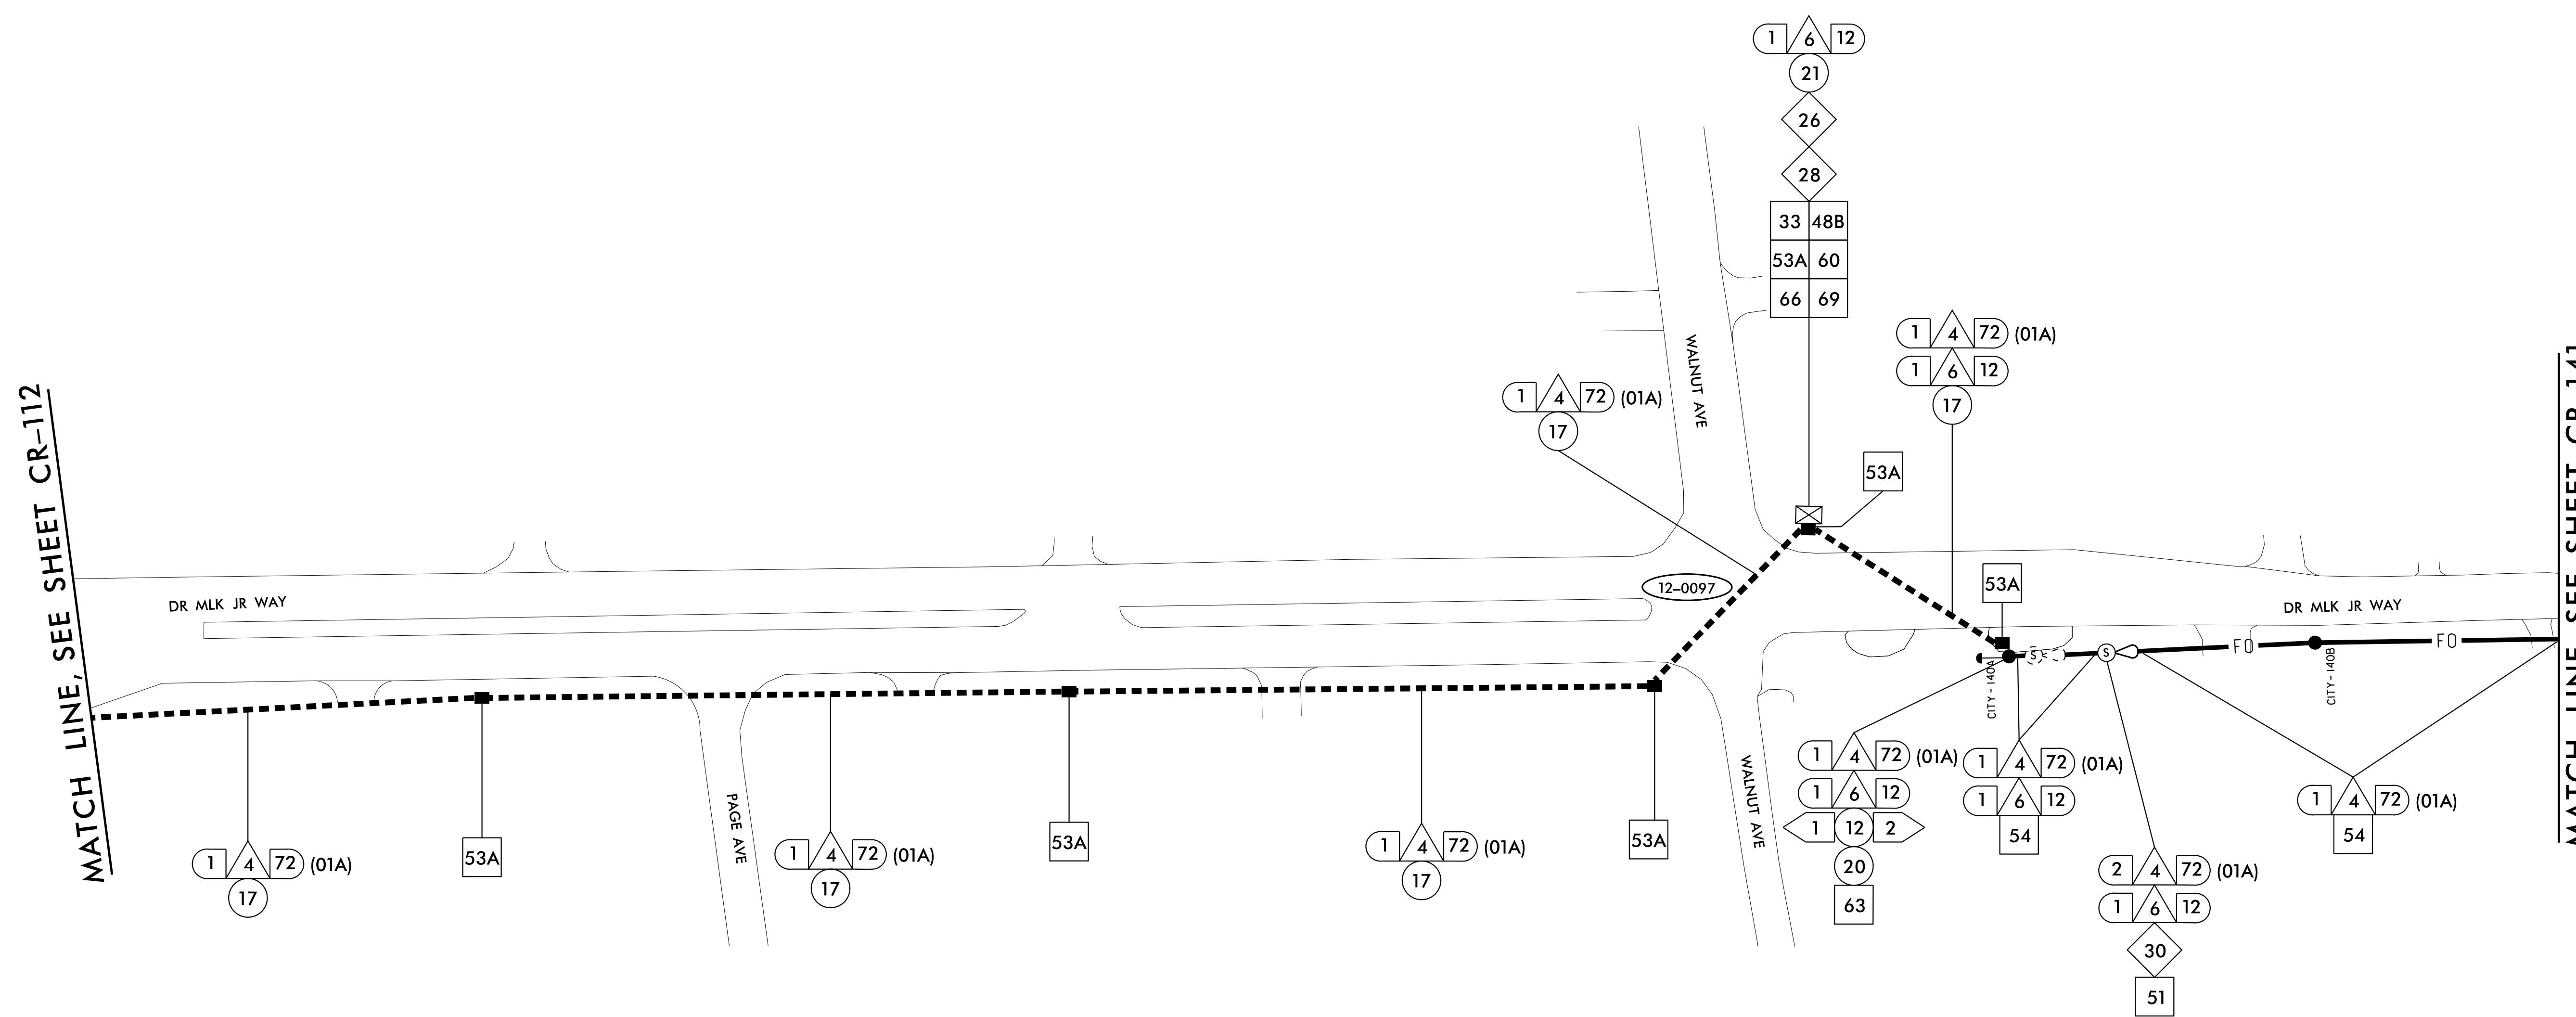 1 6 12
21
26
28
33 48B
53A 60
66 69
1 4 72 (01A)
1 6 12
17
1 4 72 (01A)
17
WALNUT AVE
53A
MATCH LINE, SEE SHEET CR-112
12-0097
53A
DR MLK JR WAY
DR MLK JR WAY
FO
FO
CITY - 140A
S
S
CITY - 140B
PAGE AVE
WALNUT AVE
1 4 72 (01A)
17
53A
1 4 72 (01A)
17
53A
1 4 72 (01A)
17
53A
1 4 72 (01A)
1 6 12
1 12 2
20
63
1 4 72 (01A)
1 6 12
54
2 4 72 (01A)
1 6 12
30
51
1 4 72 (01A)
54